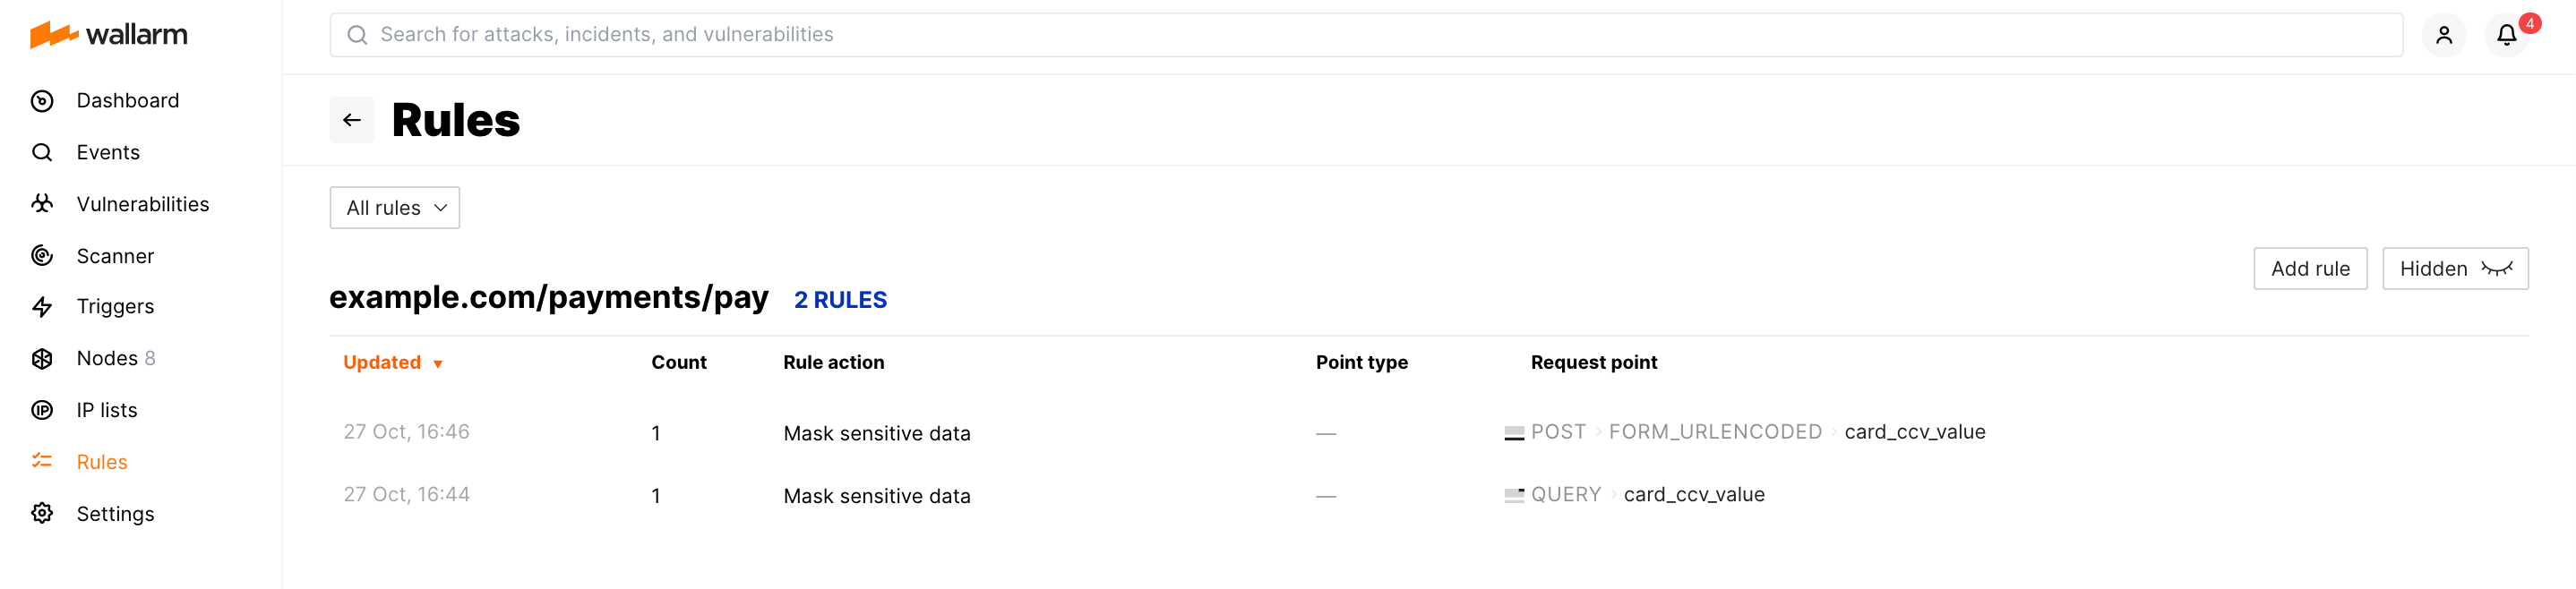 wallarm
Search for attacks, incidents, and vulnerabilities
4
Dashboard
Events
Vulnerabilities
Scanner
Triggers
Nodes 8
IP lists
Rules
Settings
Rules
All rules
Add rule
Hidden
example.com/payments/pay 2 RULES
Updated Count Rule action Point type Request point
27 Oct, 16:46 1 Mask sensitive data — POST › FORM_URLENCODED › card_ccv_value
27 Oct, 16:44 1 Mask sensitive data — QUERY › card_ccv_value